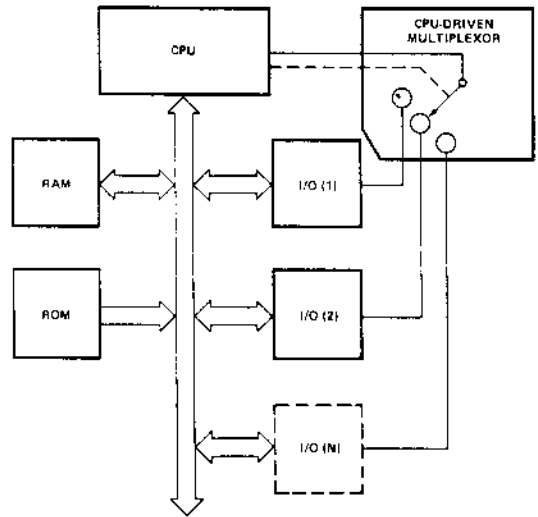 CPU
CPU-DRIVEN
MULTIPLEXOR
RAM
I/O (1)
ROM
I/O (2)
I/O (N)